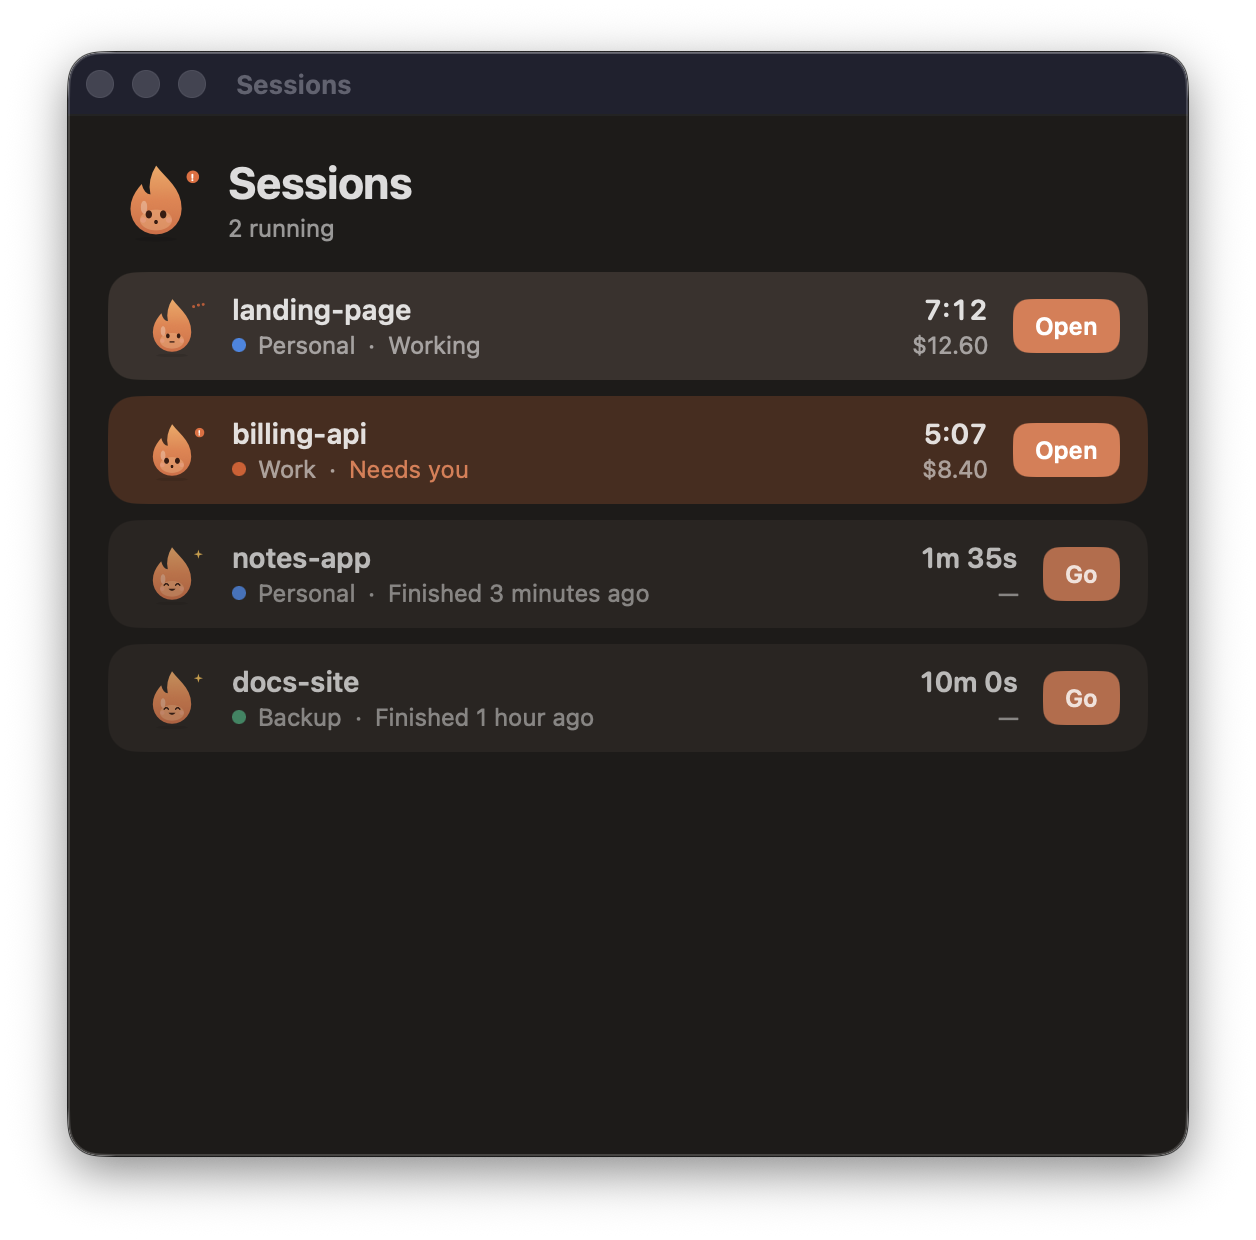 Sessions
Sessions
2 running
landing-page
7:12
Personal · Working
$12.60
Open
billing-api
5:07
Work · Needs you
$8.40
Open
notes-app
1m 35s
Personal · Finished 3 minutes ago
—
Go
docs-site
10m 0s
Backup · Finished 1 hour ago
—
Go